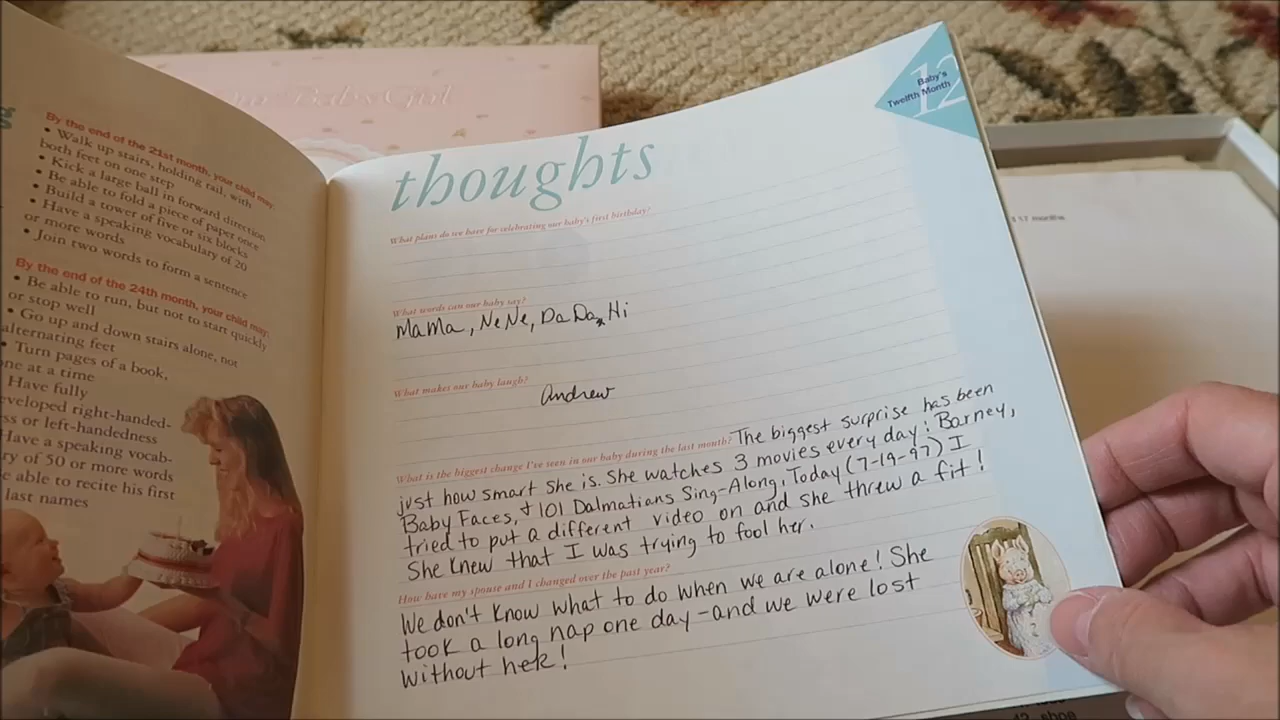 By the end of the 21st month, your child may:
• Walk up stairs, holding rail, with
both feet on one step
• Kick a large ball in forward direction
• Be able to fold a piece of paper once
• Build a tower of five or six blocks
• Have a speaking vocabulary of 20
or more words
• Join two words to form a sentence
By the end of the 24th month, your child may:
• Be able to run, but not to start quickly
or stop well
• Go up and down stairs alone, not
alternating feet
• Turn pages of a book,
one at a time
Have fully
developed right-handed-
ss or left-handedness
Have a speaking vocab-
ry of 50 or more words
e able to recite his first
last names
Baby's Girl
12
Baby's
Twelfth Month
thoughts
What plans do we have for celebrating our baby's first birthday?
What words can our baby say?
MaMa, NeNe, DaDa, Hi
What makes our baby laugh?
Andrew
What is the biggest change I've seen in our baby during the last month? The biggest surprise has been
just how smart she is. She watches 3 movies every day: Barney,
Baby Faces, + 101 Dalmatians Sing-Along. Today (7-19-97) I
tried to put a different video on and she threw a fit!
She knew that I was trying to fool her.
How have my spouse and I changed over the past year?
We don't know what to do when we are alone! She
took a long nap one day - and we were lost
without her!
17 months